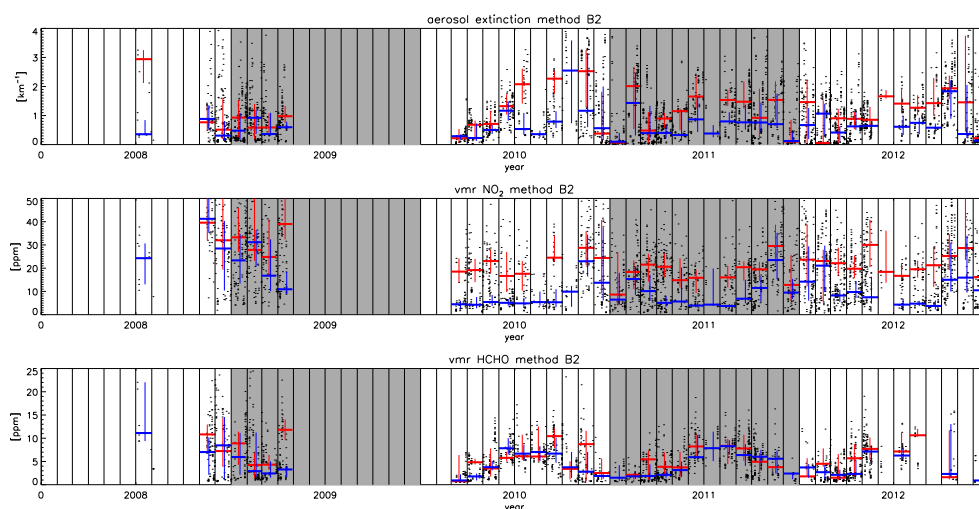 aerosol extinction method B2
4
3
2
1
0
[km⁻¹]
0 2008 2009 2010 2011 2012
year
vmr NO₂ method B2
50
40
30
20
10
0
[ppm]
0 2008 2009 2010 2011 2012
year
vmr HCHO method B2
25
20
15
10
5
0
[ppm]
0 2008 2009 2010 2011 2012
year